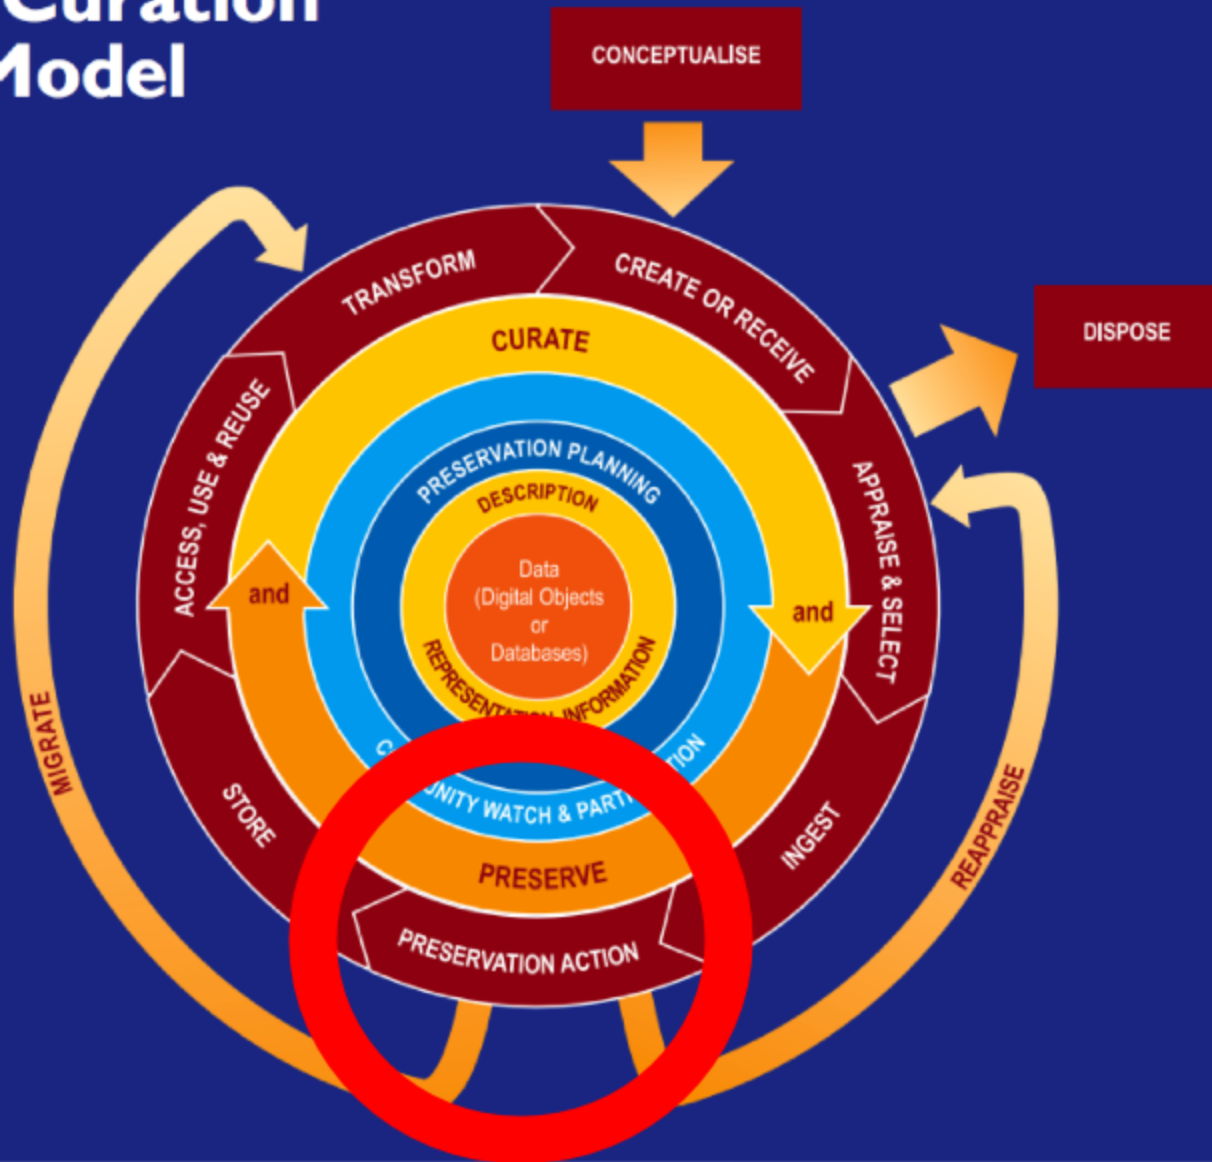 Curation
Model
CONCEPTUALISE
TRANSFORM
CREATE OR RECEIVE
DISPOSE
CURATE
ACCESS, USE & REUSE
PRESERVATION PLANNING
APPRAISE & SELECT
DESCRIPTION
Data
(Digital Objects
or
Databases)
and
and
REPRESENTATION INFORMATION
WATCH &
MIGRATE
STORE
INGEST
REAPPRAISE
PRESERVE
PRESERVATION ACTION